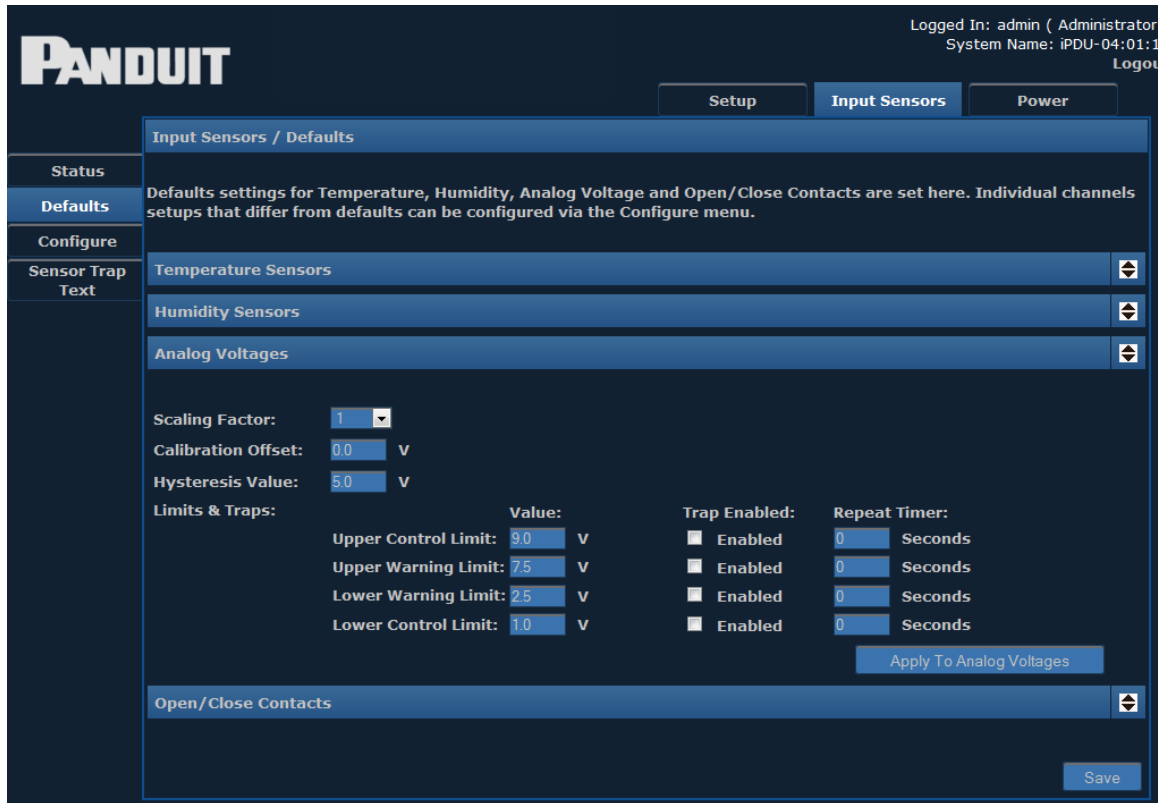 Logged In: admin ( Administrator
System Name: iPDU-04:01:1
Logou
PANDUIT
Setup
Input Sensors
Power
Input Sensors / Defaults
Status
Defaults
Configure
Sensor Trap
Text
Defaults settings for Temperature, Humidity, Analog Voltage and Open/Close Contacts are set here. Individual channels
setups that differ from defaults can be configured via the Configure menu.
Temperature Sensors
Humidity Sensors
Analog Voltages
Scaling Factor: 1
Calibration Offset: 0.0 V
Hysteresis Value: 5.0 V
Limits & Traps: Value: Trap Enabled: Repeat Timer:
Upper Control Limit: 9.0 V Enabled 0 Seconds
Upper Warning Limit: 7.5 V Enabled 0 Seconds
Lower Warning Limit: 2.5 V Enabled 0 Seconds
Lower Control Limit: 1.0 V Enabled 0 Seconds
Apply To Analog Voltages
Open/Close Contacts
Save